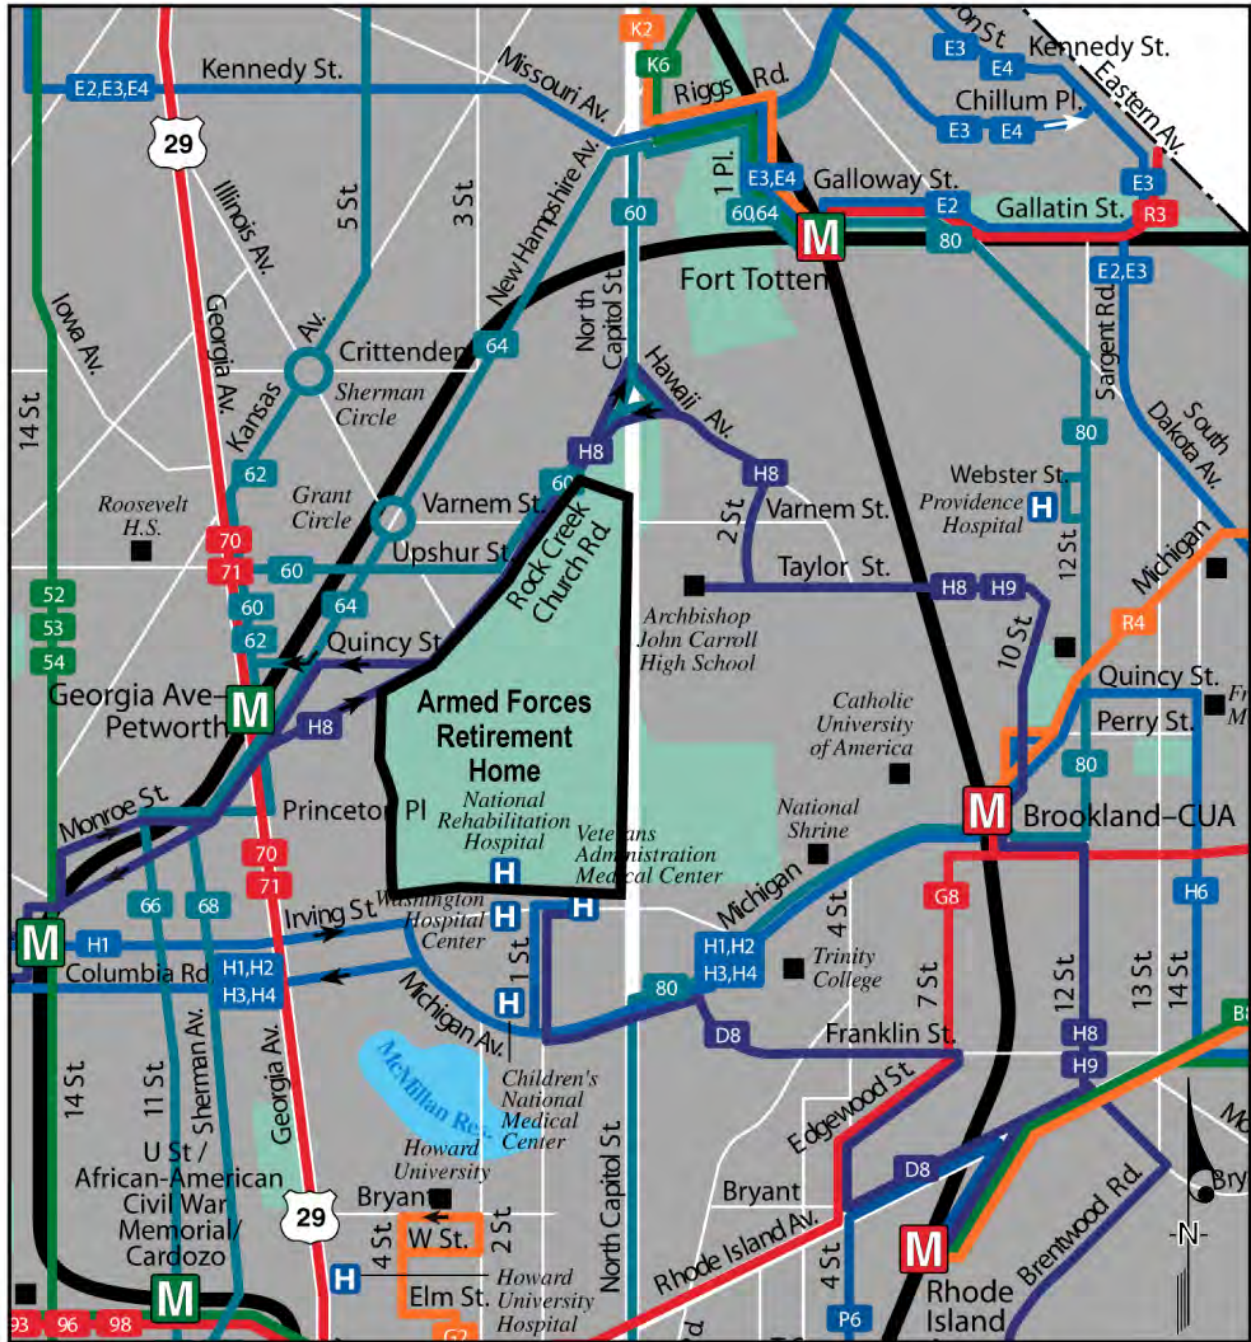 K2
K6
Riggs Rd.
Missouri Av.
Kennedy St.
E2,E3,E4
29
E3
E4
Kennedy St.
Eastern Av.
Chillum Pl.
E3
E4
Illinois Av.
5 St
3 St
New Hampshire Av.
60
1 Pl.
E3,E4
60,64
Galloway St.
E2
Gallatin St.
E3
R3
M
80
Fort Totten
E2,E3
Sargent Rd.
Iowa Av.
Georgia Av.
Av.
Crittenden
64
North
Capitol St.
Sherman
Circle
Kansas
14 St.
Hawaii Av.
H8
62
60
H8
80
South
Dakota Av.
Webster St.
Providence
Hospital
H
Roosevelt
H.S.
Grant
Circle
Varnem St.
Varnem St.
2 St
70
71
60
Upshur St.
Rock Creek
Church Rd.
Taylor St.
H8
H9
12 St
Michigan
52
53
54
60
62
64
Quincy St
Archbishop
John Carroll
High School
10 St
R4
Quincy St.
Georgia Ave–
Petworth
M
H8
Armed Forces
Retirement
Home
Catholic
University
of America
Perry St.
80
Monroe St.
Princeton Pl
National
Rehabilitation
Hospital
H
Veterans
Administration
Medical Center
H
National
Shrine
M
Brookland–CUA
70
71
66
68
Irving St
Washington
Hospital
Center
H
Michigan
4 St
G8
H6
M
H1
Columbia Rd.
H1,H2
H3,H4
1 St
H
H1,H2
H3,H4
80
Trinity
College
7 St
12 St
13 St
14 St
Michigan Av.
D8
Franklin St.
H8
H9
14 St
11 St
Sherman Av.
Georgia Av.
McMillan Res.
Children's
National
Medical
Center
Edgewood St
U St /
African-American
Civil War
Memorial/
Cardozo
M
Howard
University
Bryant
W St.
4 St
2 St
Elm St.
29
H
Howard
University
Hospital
North Capitol St
D8
Bryant
Rhode Island Av.
4 St
P6
M
Rhode
Island
Brentwood Rd.
-N-
93
96
98
G2